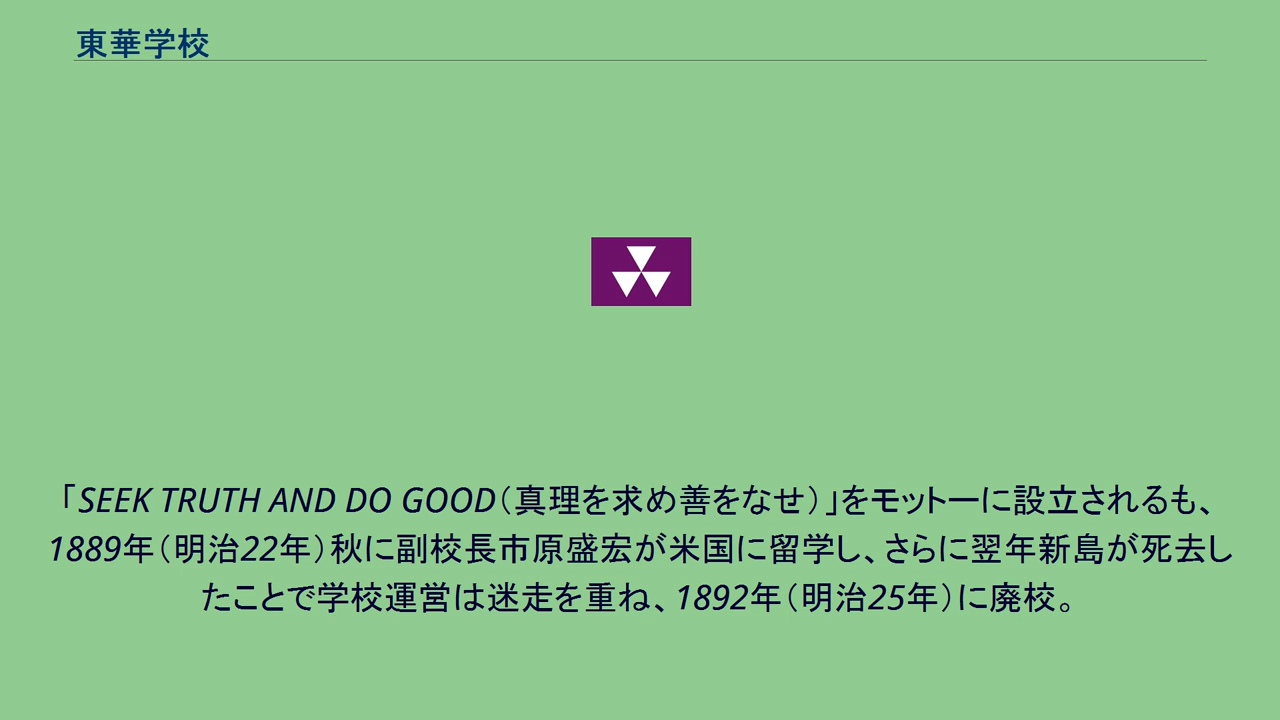 東華学校
「SEEK TRUTH AND DO GOOD（真理を求め善をなせ）」をモットーに設立されるも、
1889年（明治22年）秋に副校長市原盛宏が米国に留学し、さらに翌年新島が死去し
たことで学校運営は迷走を重ね、1892年（明治25年）に廃校。